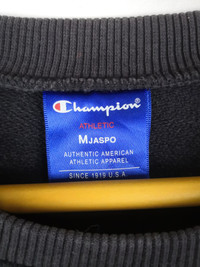 Champion
ATHLETIC
MJASPO
AUTHENTIC AMERICAN
ATHLETIC APPAREL
SINCE 1919 U.S.A